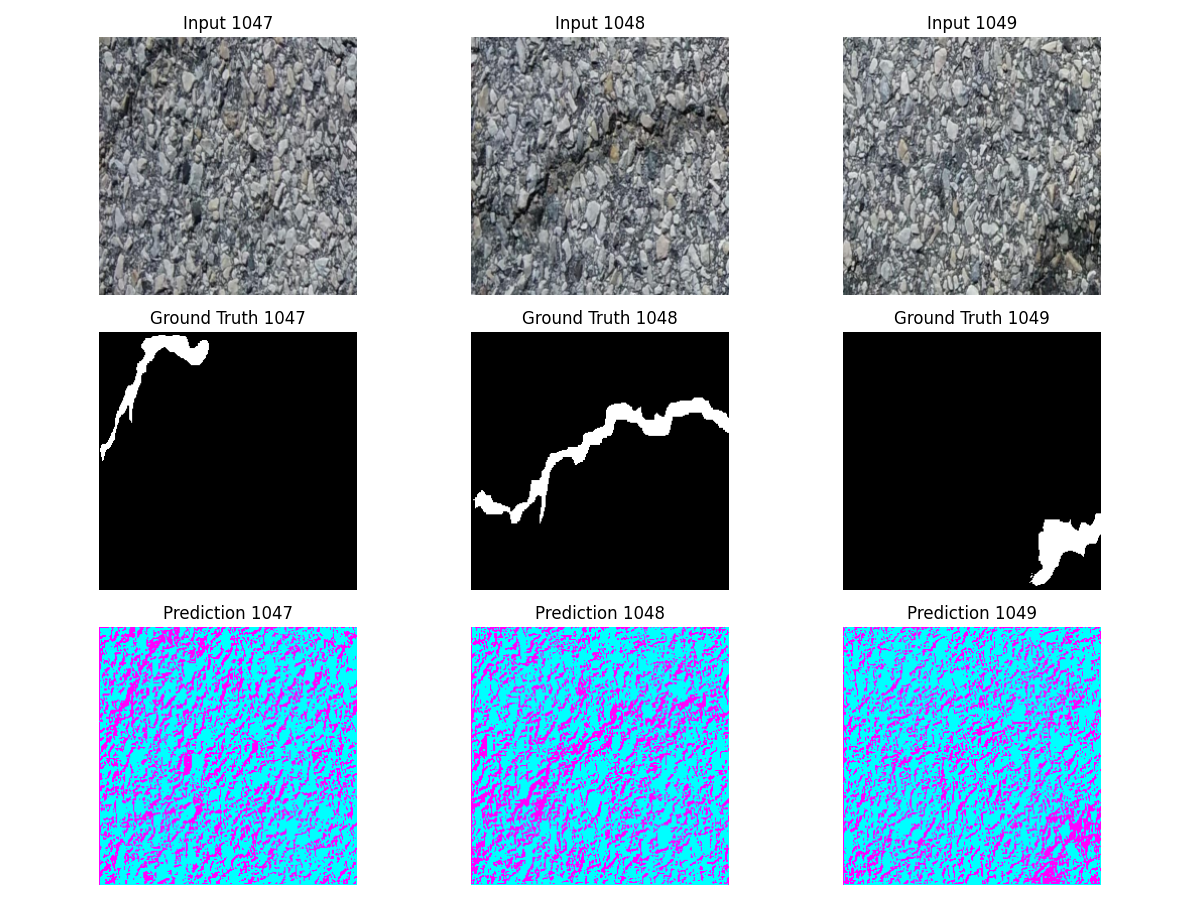 Input 1047
Input 1048
Input 1049
Ground Truth 1047
Ground Truth 1048
Ground Truth 1049
Prediction 1047
Prediction 1048
Prediction 1049